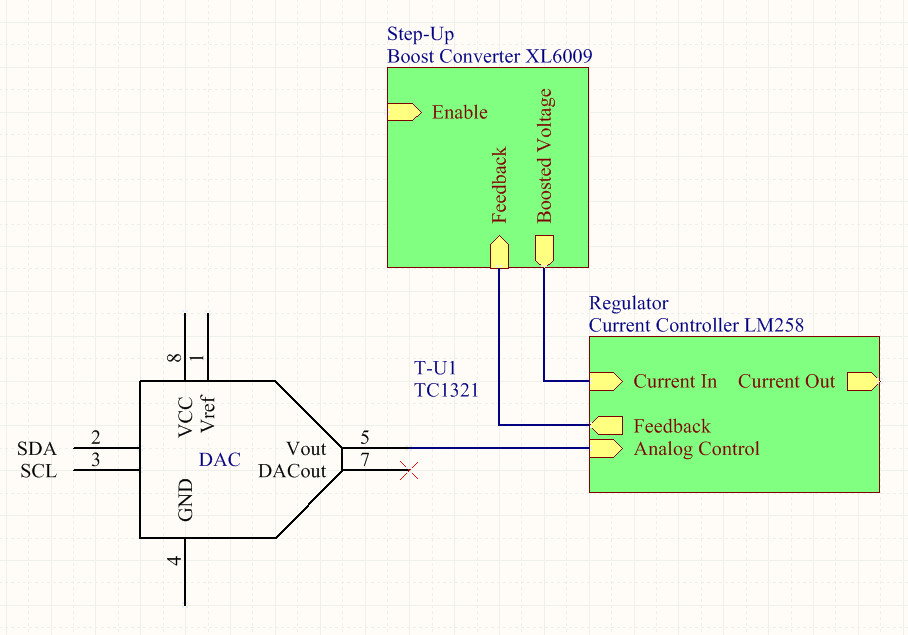 Step-Up
Boost Converter XL6009
Enable
Feedback
Boosted Voltage
Regulator
Current Controller LM258
Current In
Current Out
Feedback
Analog Control
T-U1
TC1321
8
1
VCC
Vref
SDA
2
SCL
3
DAC
Vout
5
DACout
7
GND
4